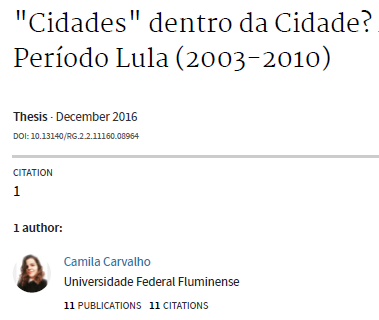 "Cidades" dentro da Cidade?
Período Lula (2003-2010)
Thesis · December 2016
DOI: 10.13140/RG.2.2.11160.08964
CITATION
1
1 author:
Camila Carvalho
Universidade Federal Fluminense
11 PUBLICATIONS 11 CITATIONS